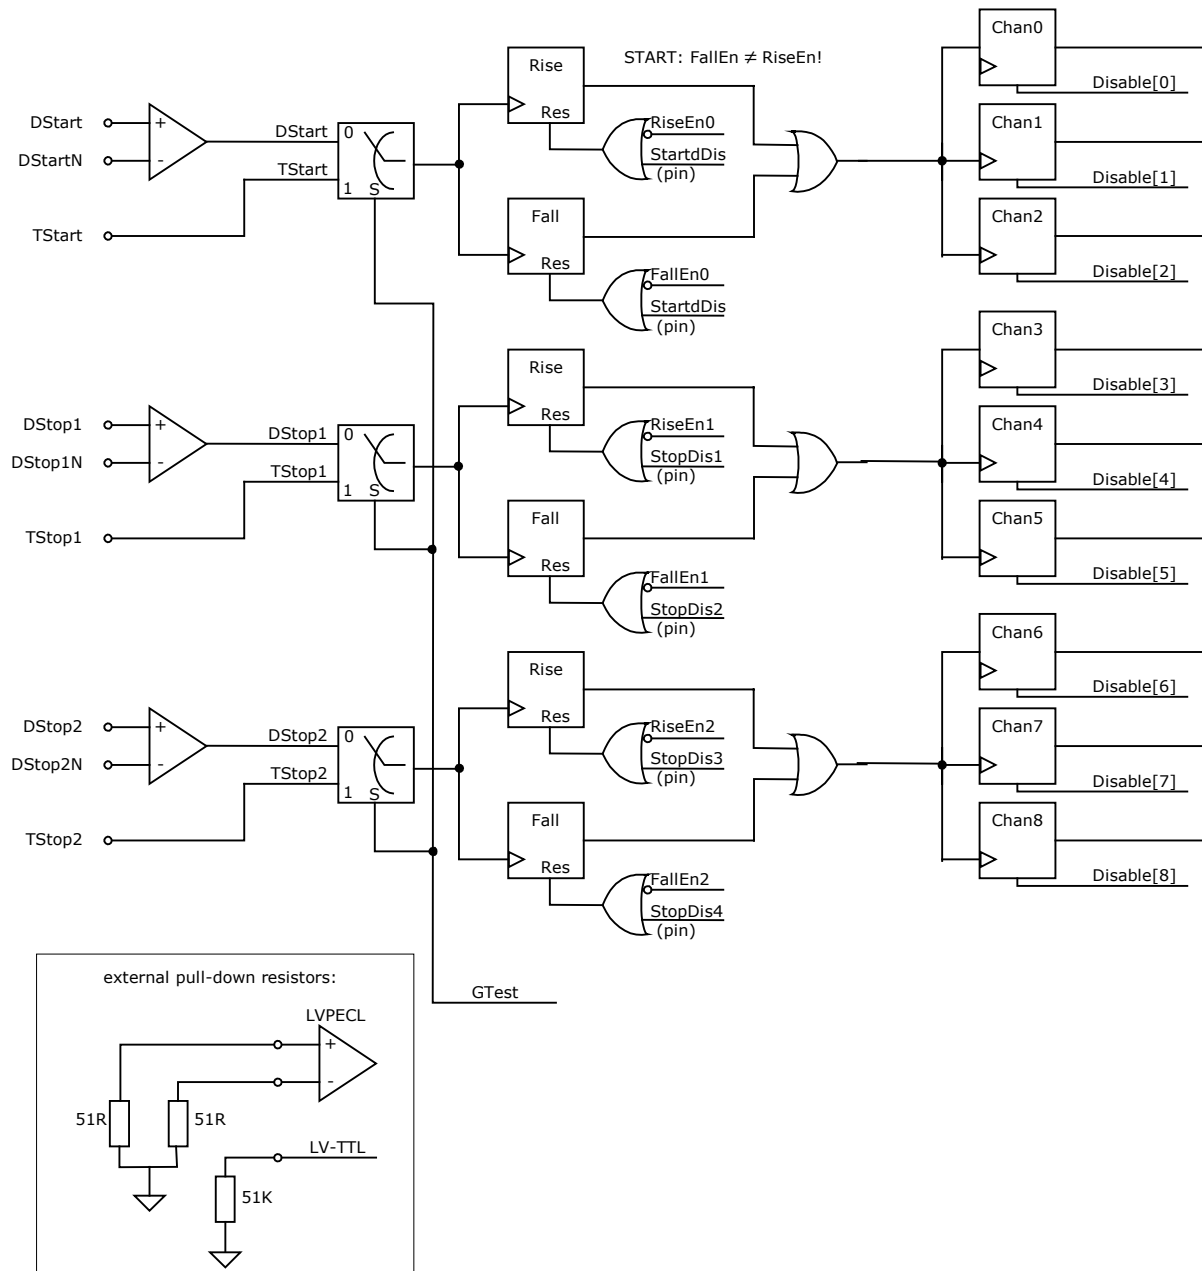 START: FallEn ≠ RiseEn!
DStart
+
DStartN
-
TStart
DStart
TStart
0
1
S
Rise
Res
RiseEn0
StartdDis
(pin)
Fall
Res
FallEn0
StartdDis
(pin)
Chan0
Disable[0]
Chan1
Disable[1]
Chan2
Disable[2]
DStop1
+
DStop1N
-
TStop1
DStop1
TStop1
0
1
S
Rise
Res
RiseEn1
StopDis1
(pin)
Fall
Res
FallEn1
StopDis2
(pin)
Chan3
Disable[3]
Chan4
Disable[4]
Chan5
Disable[5]
DStop2
+
DStop2N
-
TStop2
DStop2
TStop2
0
1
S
Rise
Res
RiseEn2
StopDis3
(pin)
Fall
Res
FallEn2
StopDis4
(pin)
Chan6
Disable[6]
Chan7
Disable[7]
Chan8
Disable[8]
GTest
external pull-down resistors:
LVPECL
+
-
51R
51R
LV-TTL
51K